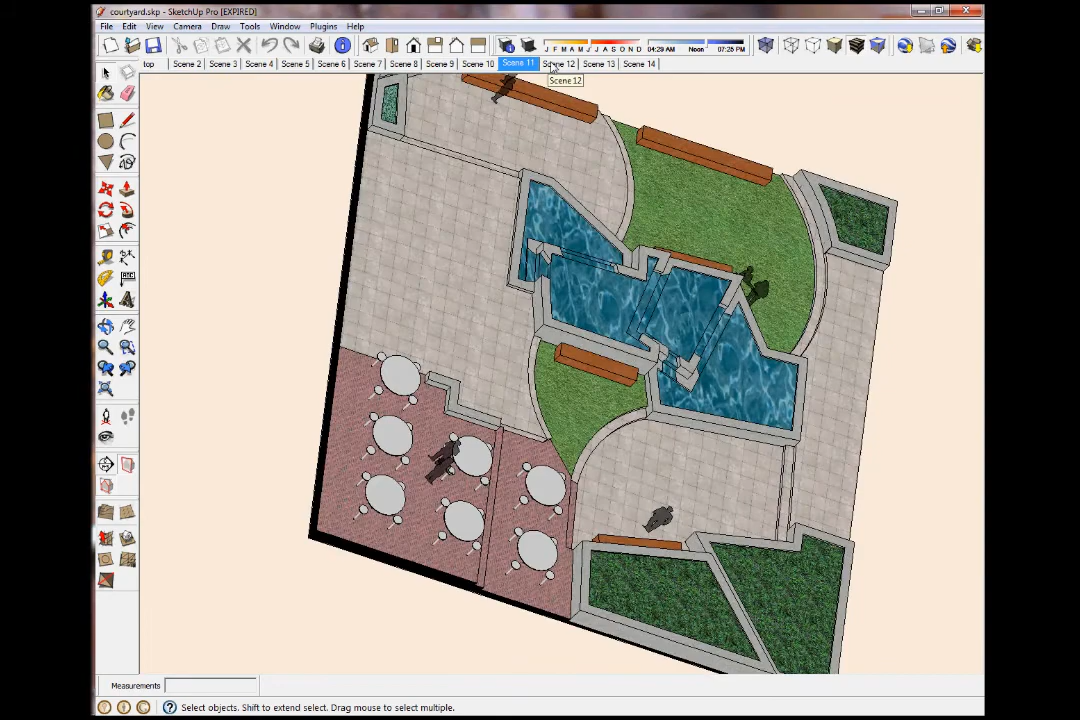 courtyard.skp - SketchUp Pro [EXPIRED]
File Edit View Camera Draw Tools Window Plugins Help
J F M A M J J A S O N D 04:29 AM Noon 07:25 PM
top Scene 2 Scene 3 Scene 4 Scene 5 Scene 6 Scene 7 Scene 8 Scene 9 Scene 10 Scene 11 Scene 12 Scene 13 Scene 14
Scene 12
ABC
Measurements
Select objects. Shift to extend select. Drag mouse to select multiple.